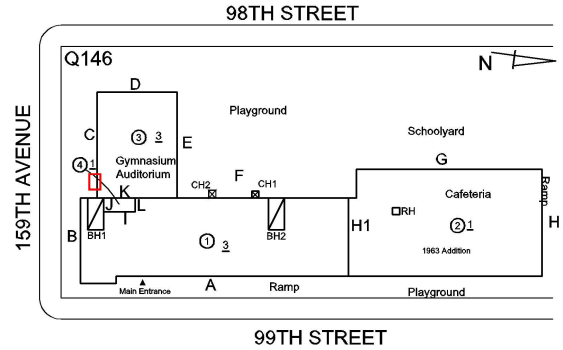 98TH STREET
Q146
N
D
Playground
Schoolyard
C
3 3
E
4 1
Gymnasium
Auditorium
G
F
CH2
CH1
K
Cafeteria
Ramp
J
L
I
RH
159TH AVENUE
B
BH1
BH2
H1
2 1
H
1 3
1963 Addition
Main Entrance
A
Ramp
Playground
99TH STREET